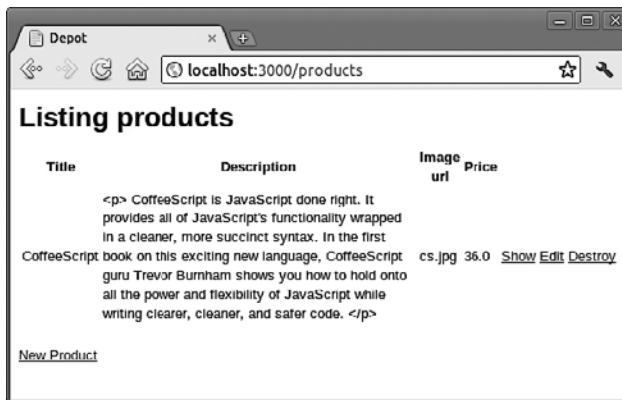 Depot
localhost:3000/products
Listing products
Title Description Image url Price
<p> CoffeeScript is JavaScript done right. It
provides all of JavaScript's functionality wrapped
in a cleaner, more succinct syntax. In the first
CoffeeScript book on this exciting new language, CoffeeScript cs.jpg 36.0 Show Edit Destroy
guru Trevor Burnham shows you how to hold onto
all the power and flexibility of JavaScript while
writing clearer, cleaner, and safer code. </p>
New Product